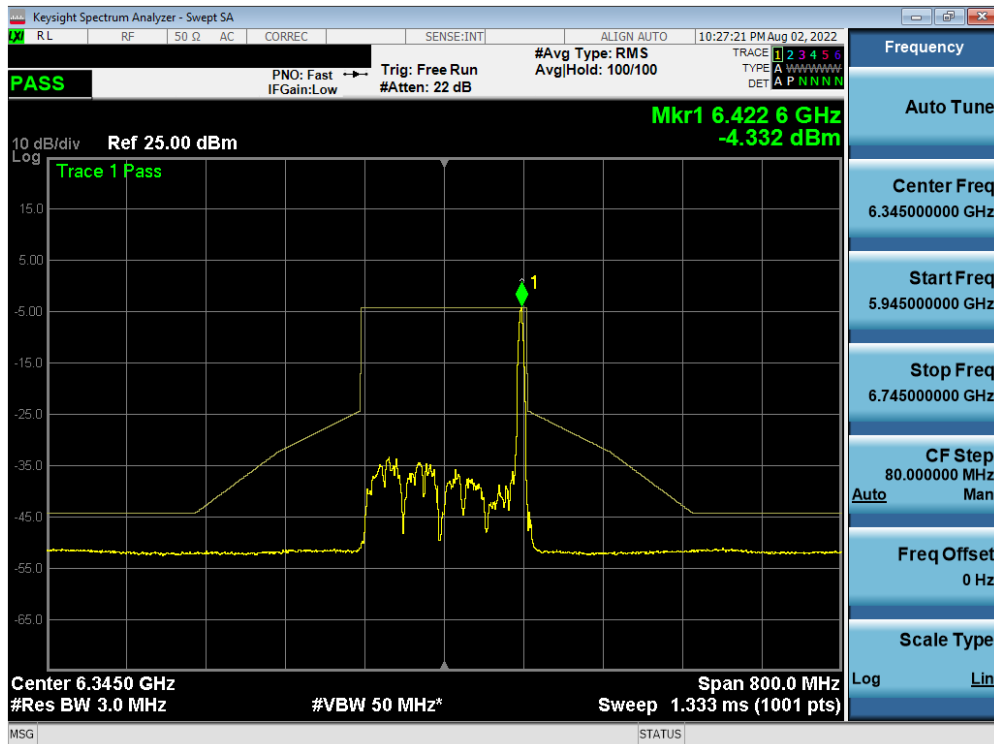 Keysight Spectrum Analyzer - Swept SA
LXI RL RF 50 Ω AC CORREC SENSE:INT ALIGN AUTO 10:27:21 PM Aug 02, 2022
PASS
PNO: Fast
IFGain:Low
Trig: Free Run
#Atten: 22 dB
#Avg Type: RMS
Avg|Hold: 100/100
TRACE 1 2 3 4 5 6
TYPE A WWWWW
DET A P N N N N
Mkr1 6.422 6 GHz
-4.332 dBm
10 dB/div Ref 25.00 dBm
Log
Trace 1 Pass
1
15.0
5.00
-5.00
-15.0
-25.0
-35.0
-45.0
-55.0
-65.0
Center 6.3450 GHz Span 800.0 MHz
#Res BW 3.0 MHz #VBW 50 MHz* Sweep 1.333 ms (1001 pts)
MSG STATUS
Frequency
Auto Tune
Center Freq
6.345000000 GHz
Start Freq
5.945000000 GHz
Stop Freq
6.745000000 GHz
CF Step
80.000000 MHz
Auto Man
Freq Offset
0 Hz
Scale Type
Log Lin